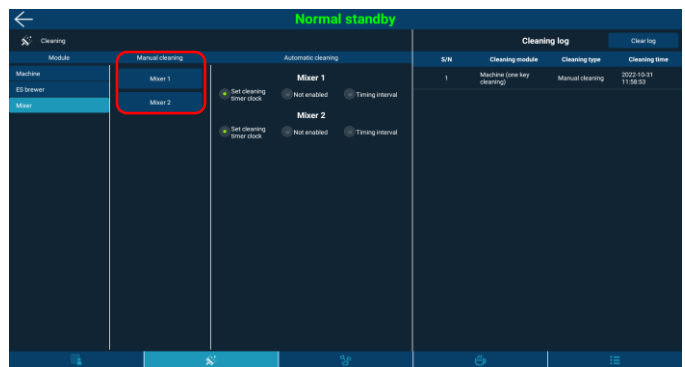 Normal standby
Cleaning
Cleaning log
Clear log
Module
Manual cleaning
Automatic cleaning
S/N
Cleaning module
Cleaning type
Cleaning time
Machine
ES brewer
Mixer
Mixer 1
Mixer 2
Mixer 1
Set cleaning
timer clock
Not enabled
Timing interval
Mixer 2
Set cleaning
timer clock
Not enabled
Timing interval
1
Machine (one key
cleaning)
Manual cleaning
2022-10-31
11:58:53